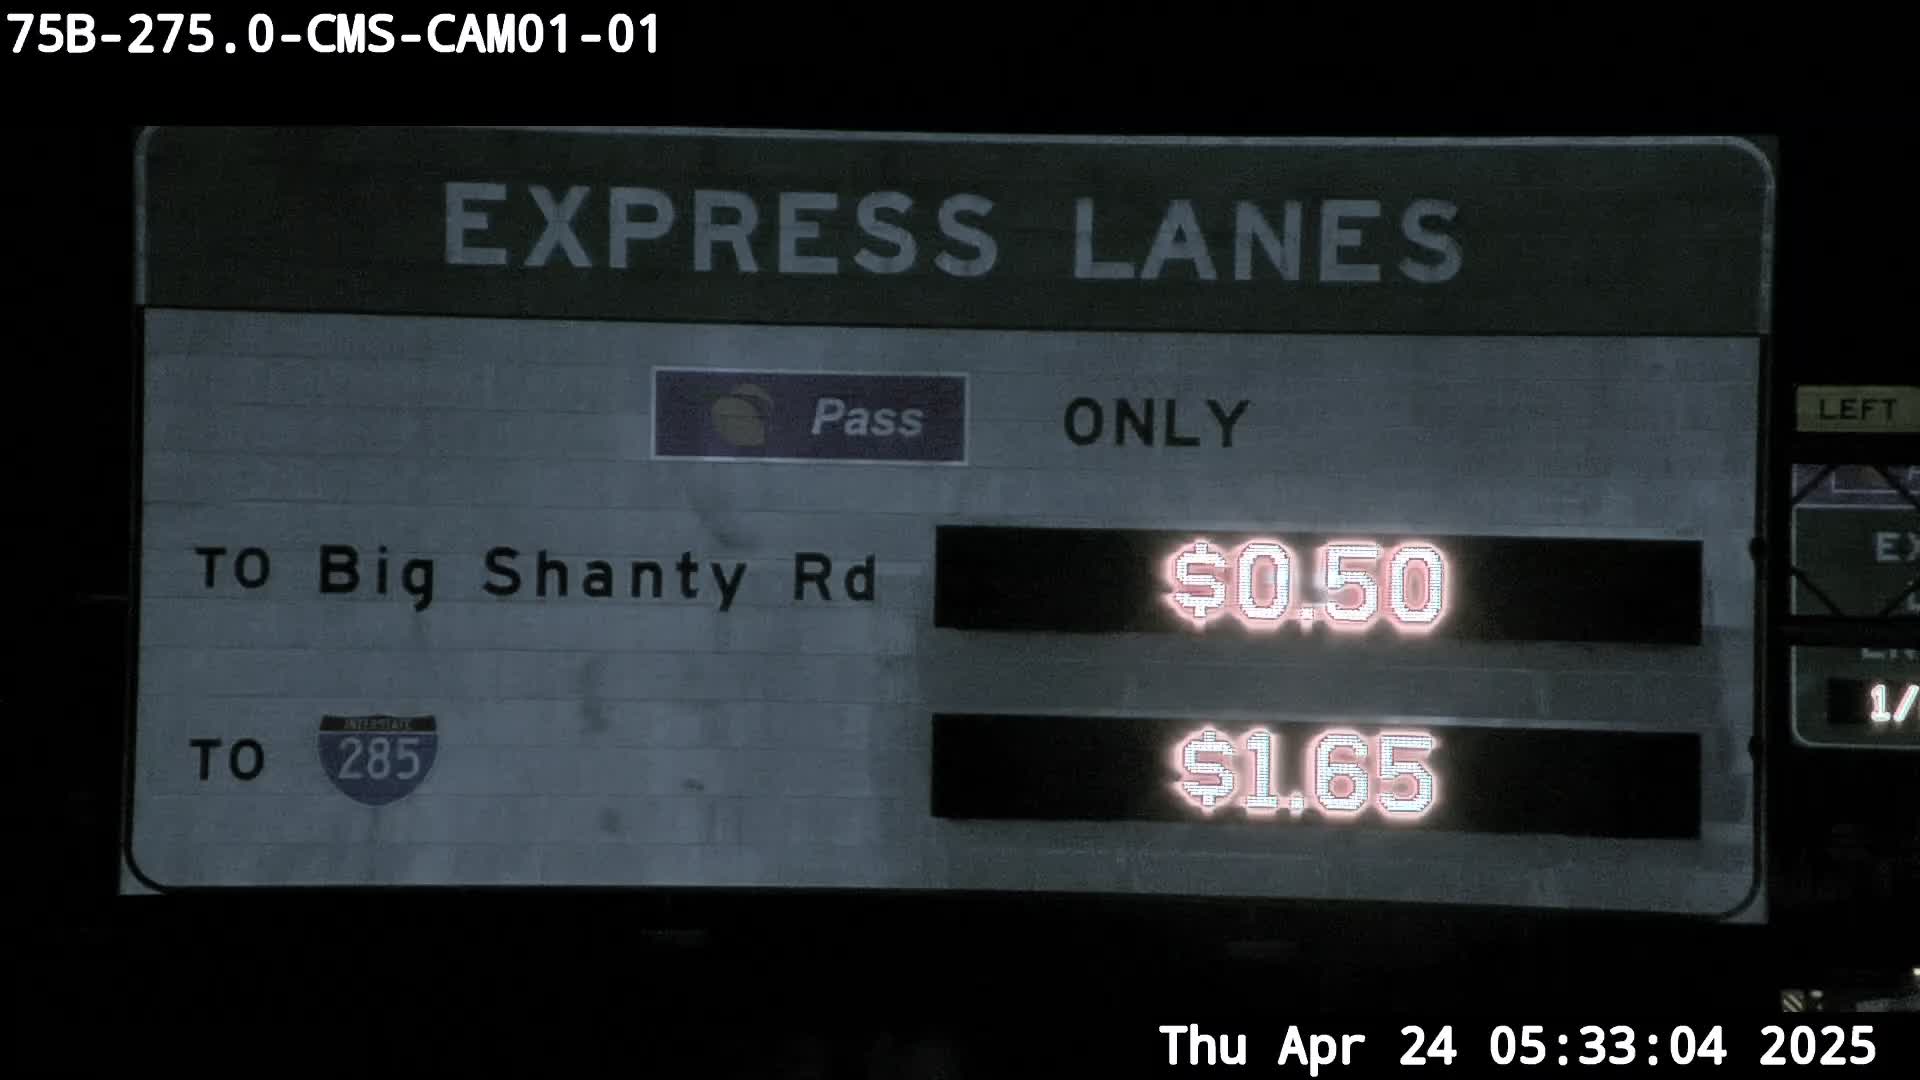 75B-275.0-CMS-CAM01-01
EXPRESS LANES
Pass ONLY
TO Big Shanty Rd $0.50
TO INTERSTATE 285 $1.65
LEFT
1/
Thu Apr 24 05:33:04 2025